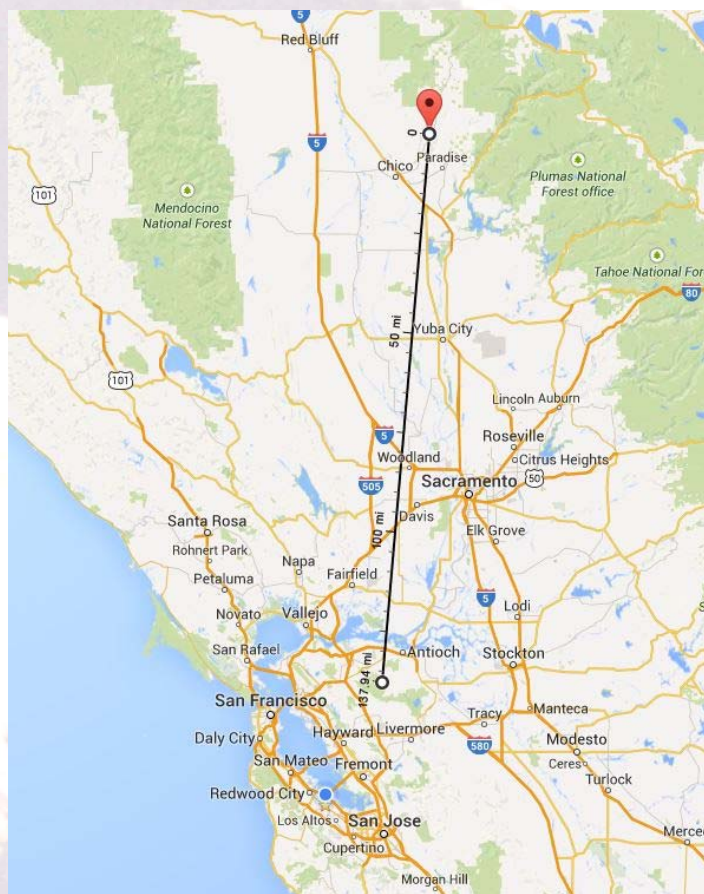 5
Red Bluff
0
5
Chico
Paradise
101
Mendocino
National Forest
Plumas National
Forest office
Tahoe National For
80
50 mi
Yuba City
101
Lincoln
Auburn
5
Roseville
Woodland
Citrus Heights
505
Sacramento
50
Davis
Santa Rosa
100 mi
Elk Grove
Rohnert Park
Napa
Fairfield
Petaluma
5
Novato
Vallejo
Lodi
San Rafael
Antioch
Stockton
137.94 mi
San Francisco
Manteca
Tracy
Daly City
Hayward
Livermore
580
Modesto
San Mateo
Fremont
Ceres
Redwood City
Turlock
Los Altos
San Jose
Merce
Cupertino
Morgan Hill